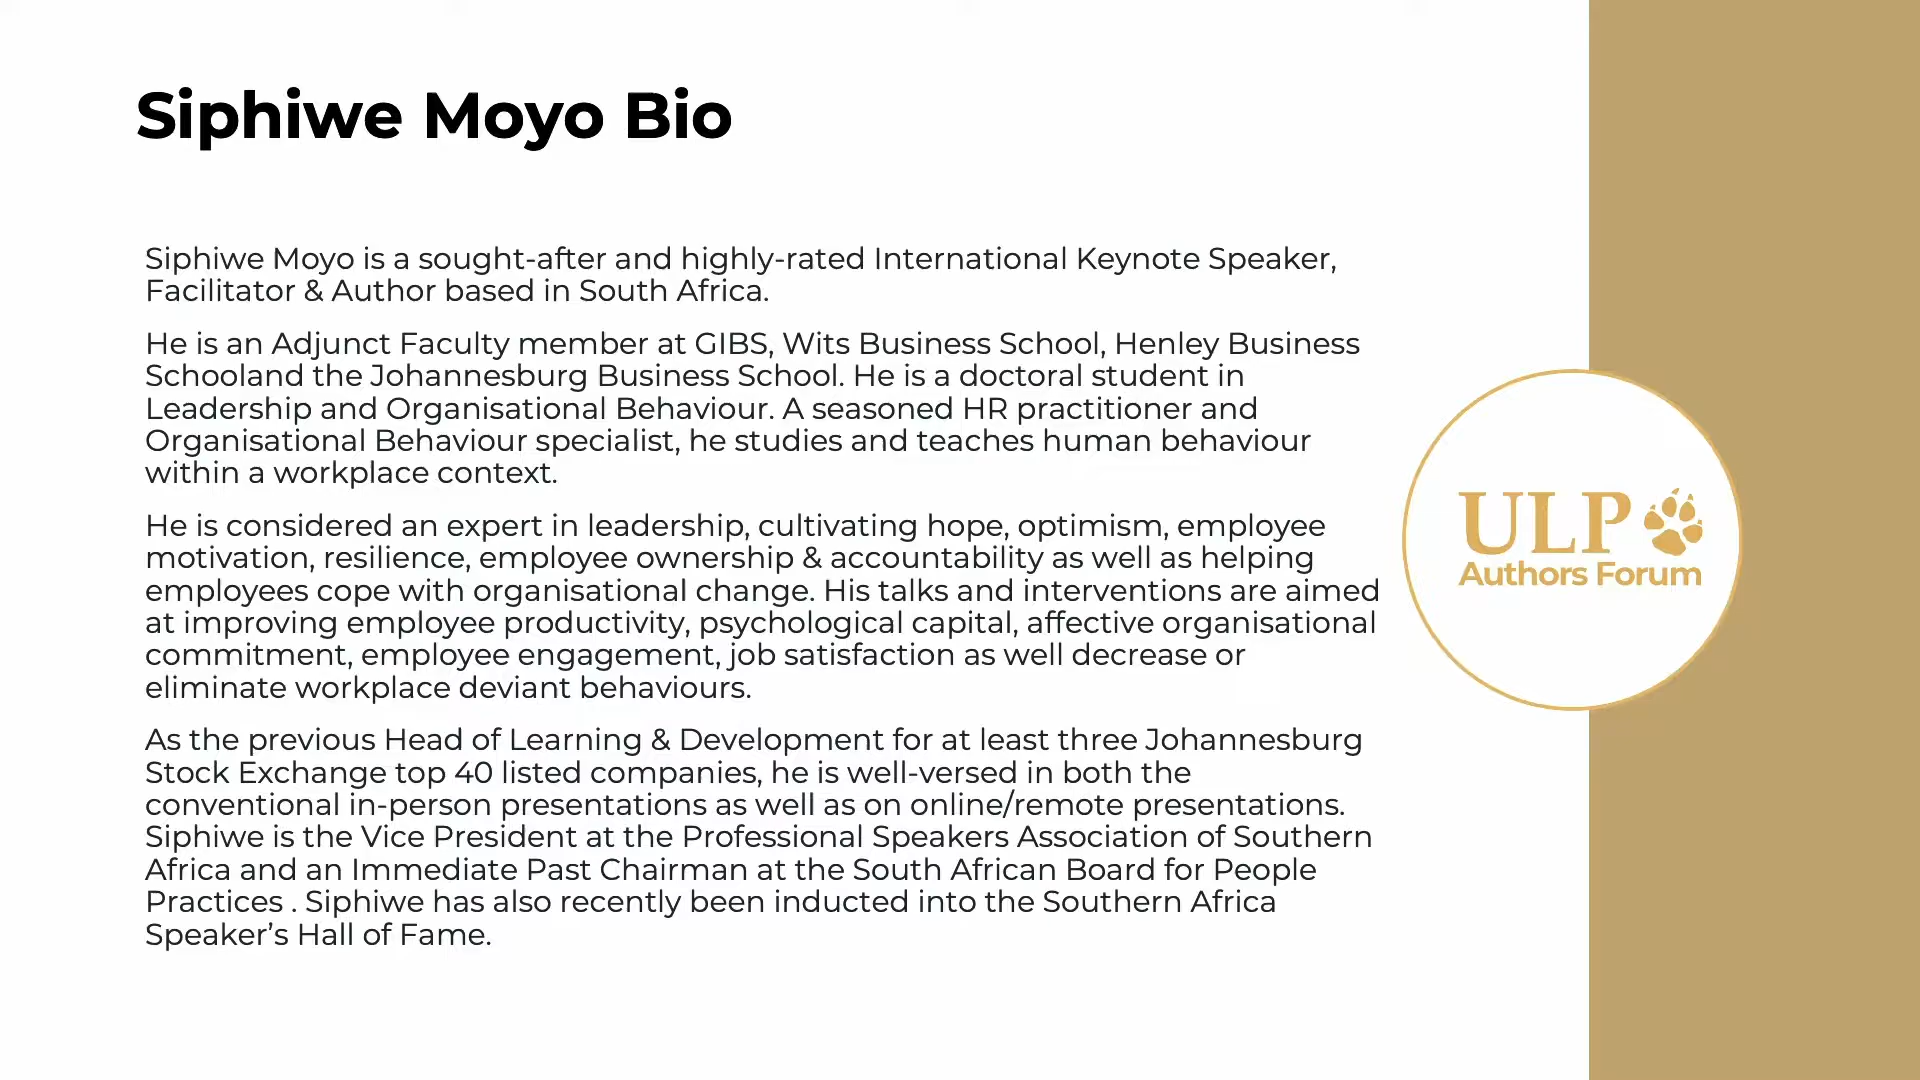 Siphiwe Moyo Bio
Siphiwe Moyo is a sought-after and highly-rated International Keynote Speaker,
Facilitator & Author based in South Africa.
He is an Adjunct Faculty member at GIBS, Wits Business School, Henley Business
Schooland the Johannesburg Business School. He is a doctoral student in
Leadership and Organisational Behaviour. A seasoned HR practitioner and
Organisational Behaviour specialist, he studies and teaches human behaviour
within a workplace context.
He is considered an expert in leadership, cultivating hope, optimism, employee
motivation, resilience, employee ownership & accountability as well as helping
employees cope with organisational change. His talks and interventions are aimed
at improving employee productivity, psychological capital, affective organisational
commitment, employee engagement, job satisfaction as well decrease or
eliminate workplace deviant behaviours.
As the previous Head of Learning & Development for at least three Johannesburg
Stock Exchange top 40 listed companies, he is well-versed in both the
conventional in-person presentations as well as on online/remote presentations.
Siphiwe is the Vice President at the Professional Speakers Association of Southern
Africa and an Immediate Past Chairman at the South African Board for People
Practices . Siphiwe has also recently been inducted into the Southern Africa
Speaker’s Hall of Fame.
ULP
Authors Forum